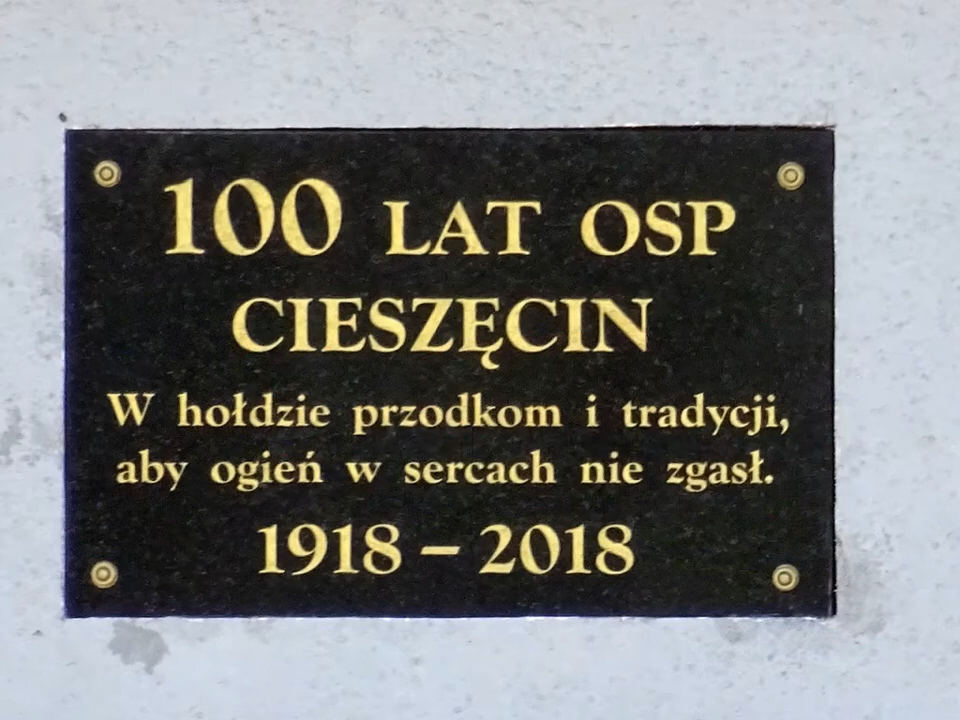 100 LAT OSP
CIESZĘCIN
W hołdzie przodkom i tradycji,
aby ogień w sercach nie zgasł.
1918 – 2018